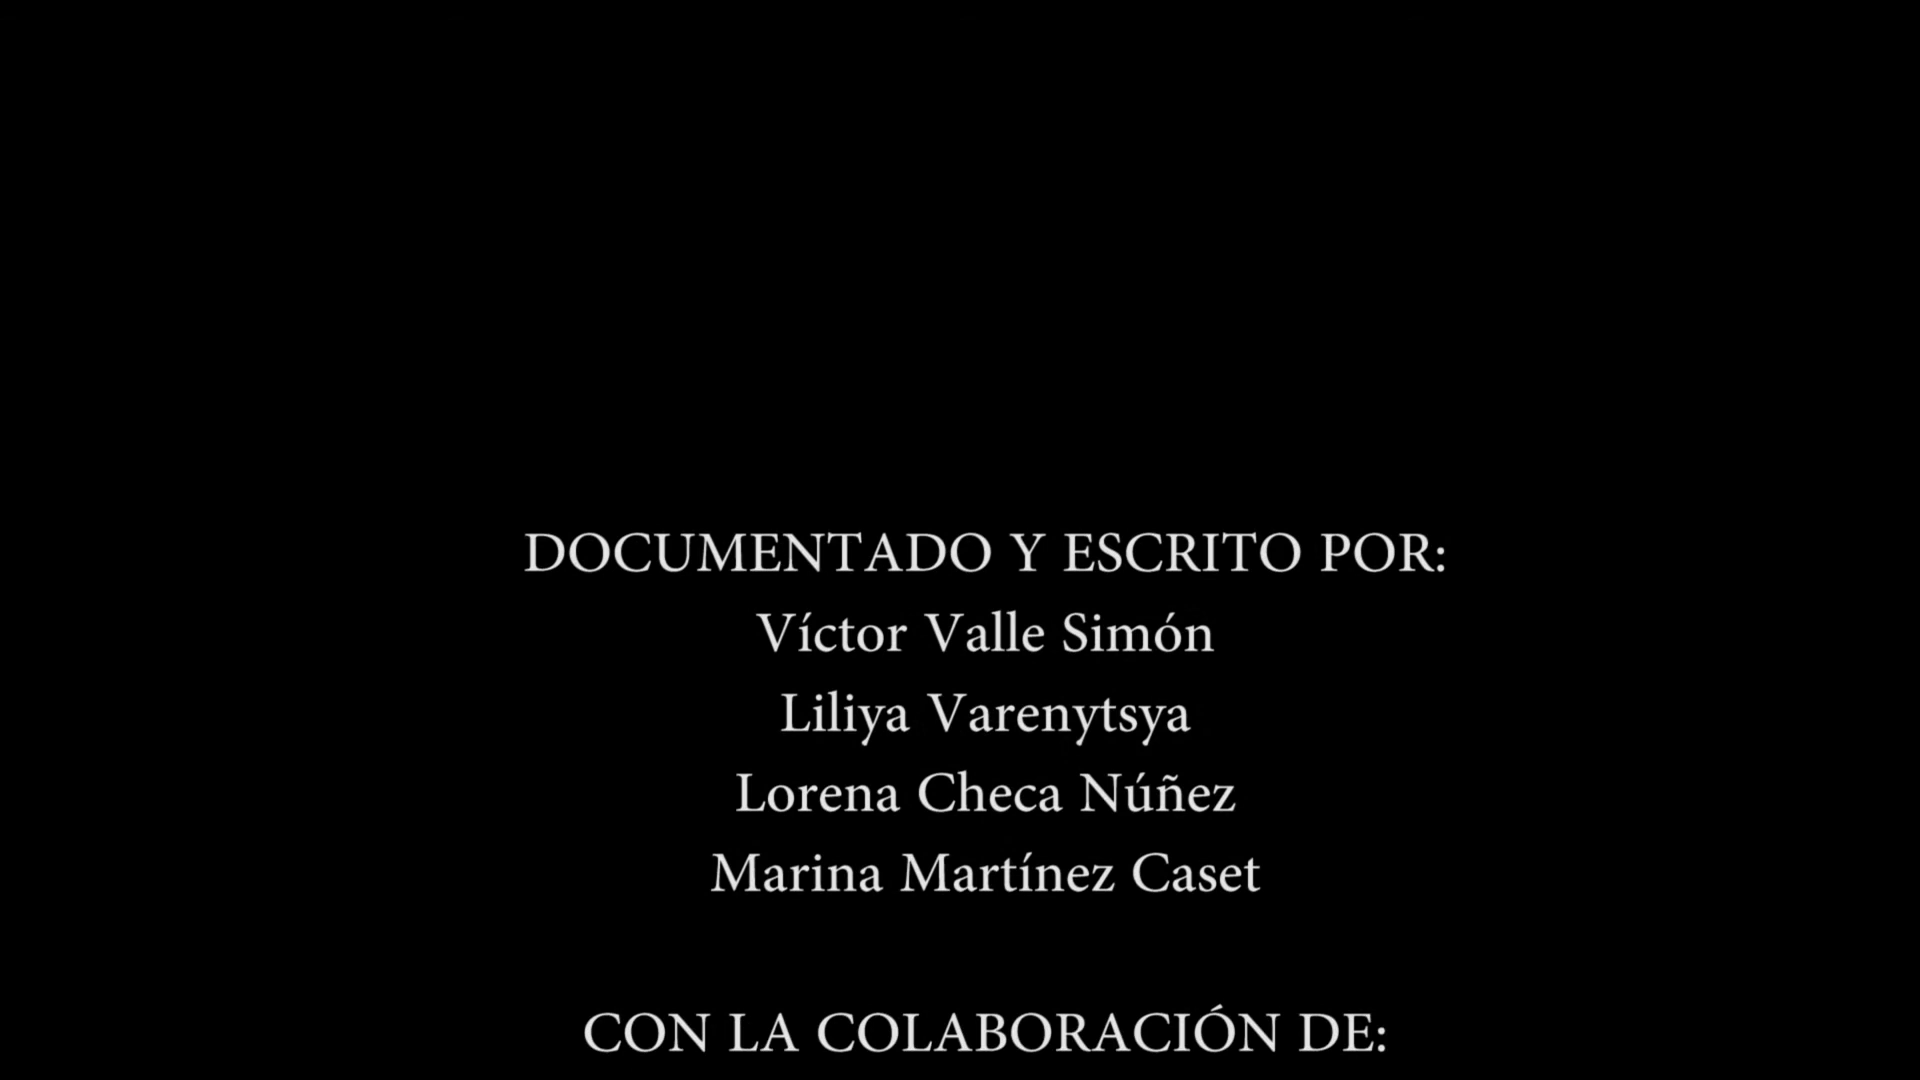 DOCUMENTADO Y ESCRITO POR:
Víctor Valle Simón
Liliya Varenytsya
Lorena Checa Núñez
Marina Martínez Caset
CON LA COLABORACIÓN DE: